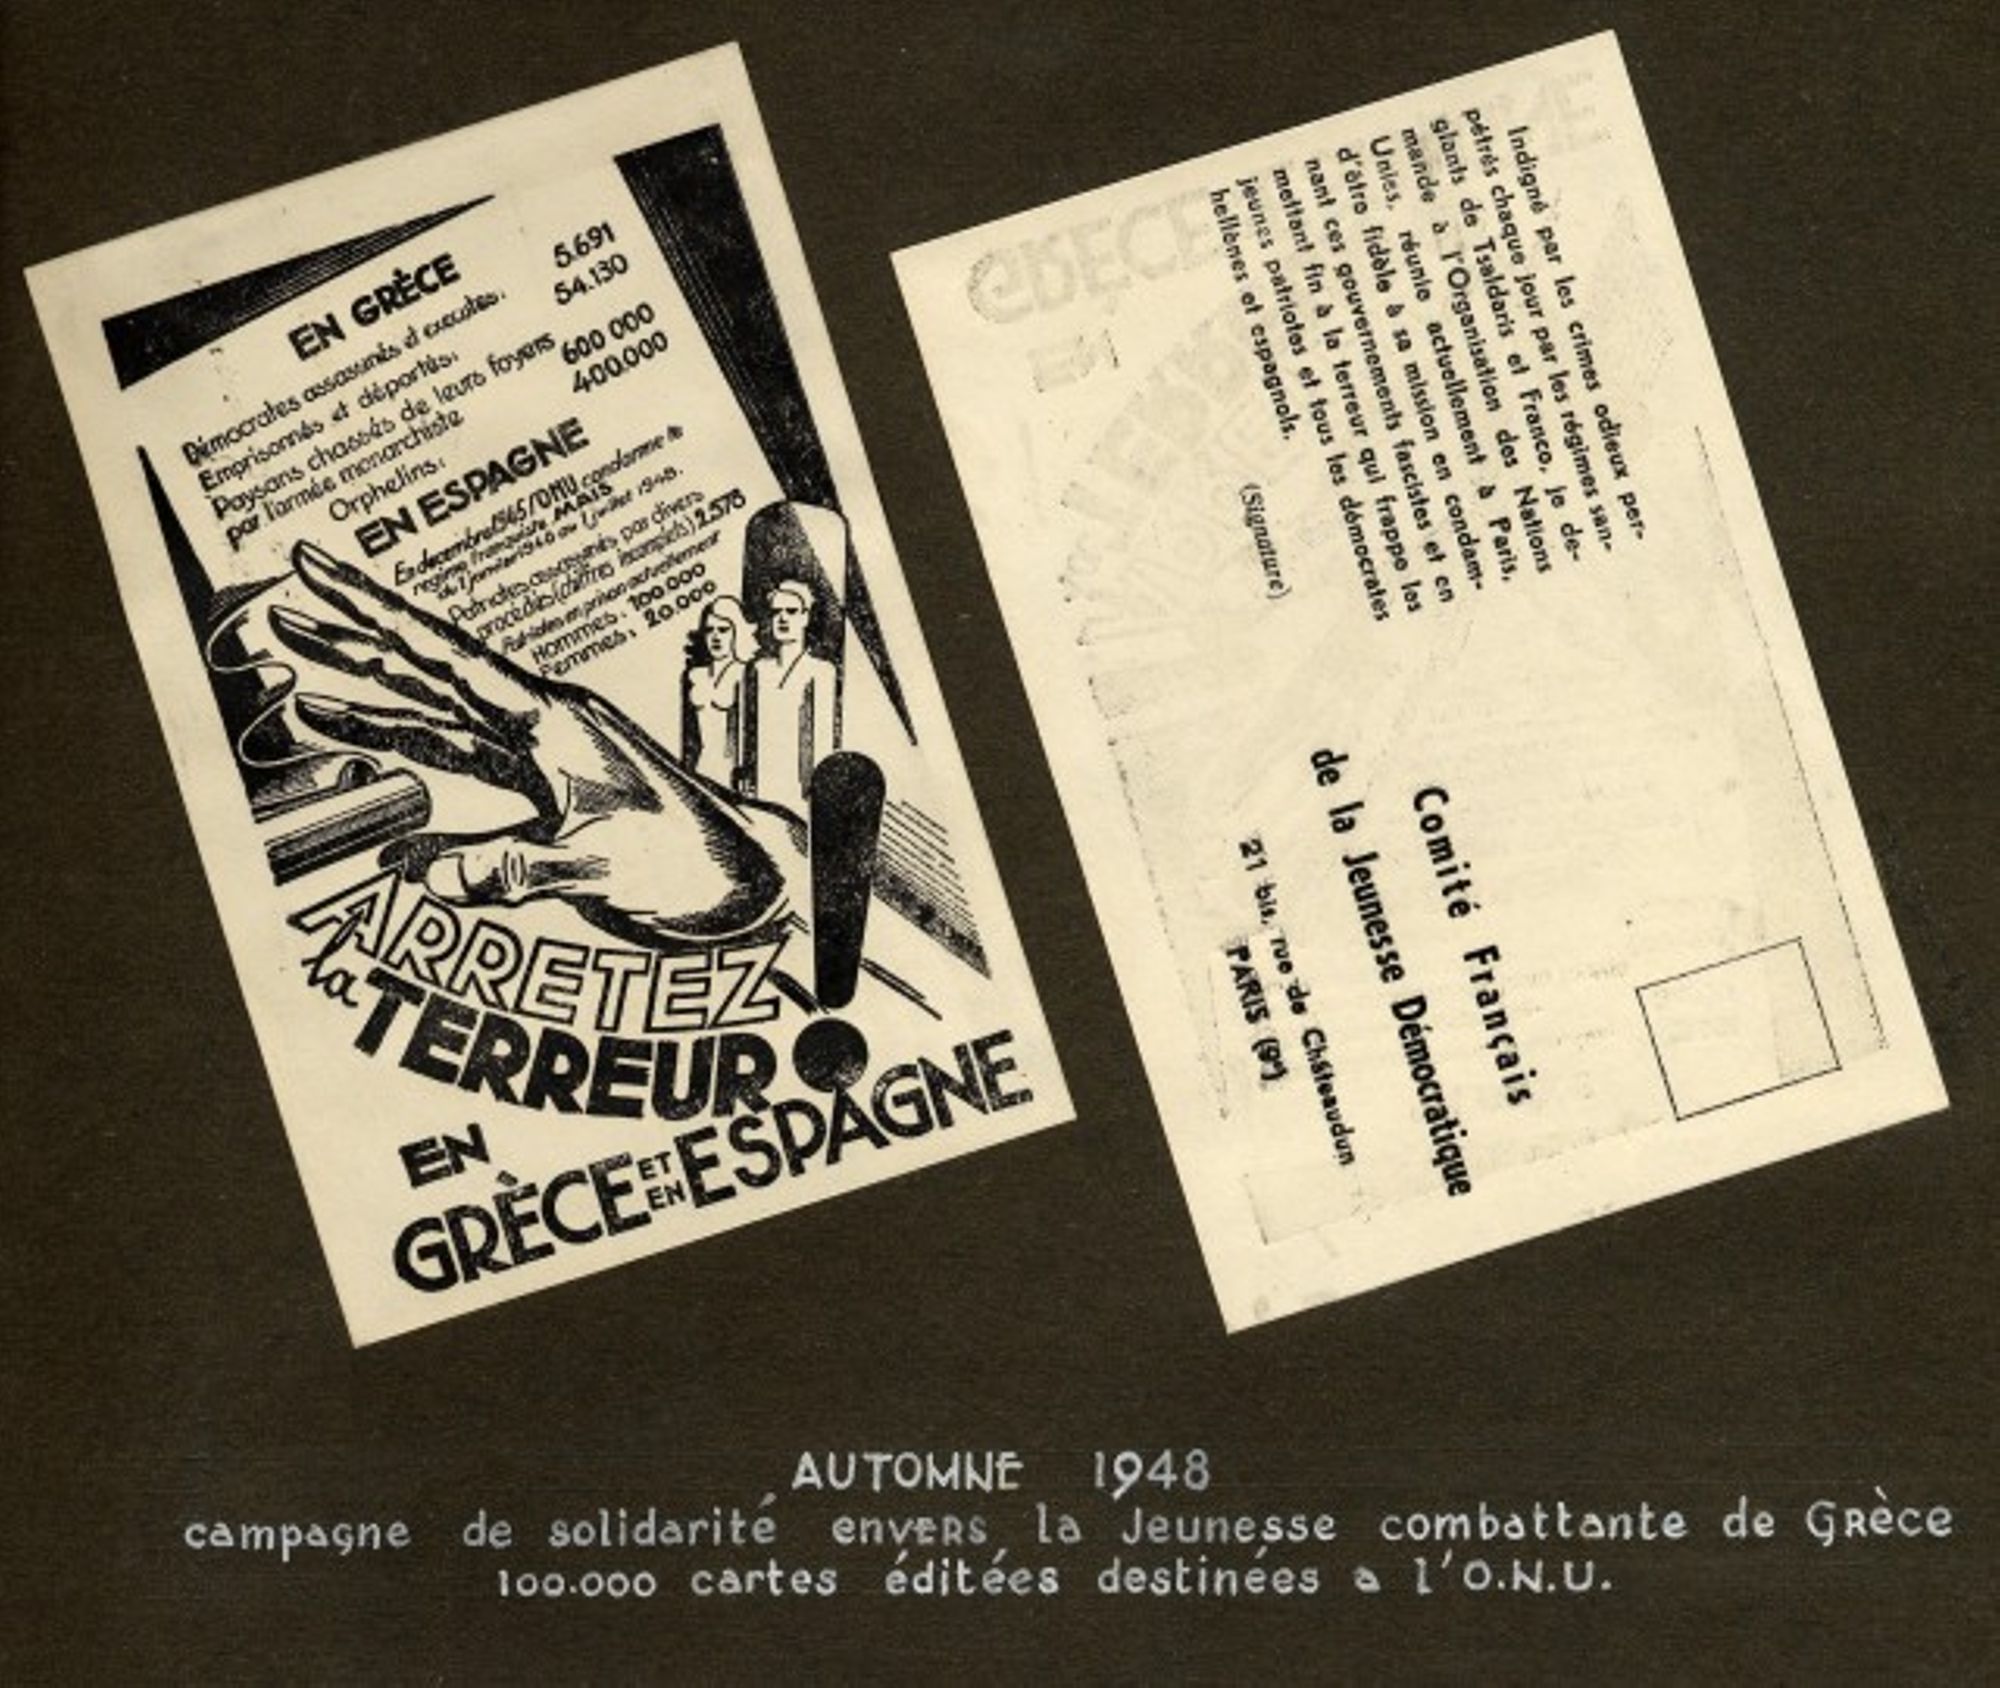 EN GRÈCE
Démocrates assassinés et executés. 5.691
Emprisonnés et déportés. 54.130
Paysans chassés de leurs foyers
par l'armée monarchiste 600 000
Orphelins. 400.000
EN ESPAGNE
En decembre 1945 l'ONU condamne le
regime franquiste MAIS
du 1 janvier 1946 au 1 juillet 1948.
Patriotes assassinés par divers
procédés (chiffres incomplets) 2.578
Patriotes en prison actuellement
Hommes. 100.000
Femmes. 20.000
ARRETEZ
la TERREUR !
EN
GRÈCE ET EN ESPAGNE
Indigné par les crimes odieux per-
pétrés chaque jour par les régimes san-
glants de Tsaldaris et Franco, je de-
mande à l'Organisation des Nations
Unies, réunie actuellement à Paris,
d'être fidèle à sa mission en condam-
nant ces gouvernements fascistes et en
mettant fin à la terreur qui frappe les
jeunes patriotes et tous les démocrates
hellènes et espagnols.
(Signature)
Comité Français
de la Jeunesse Démocratique
21 bis, rue de Châteaudun
PARIS (9e)
AUTOMNE 1948
campagne de solidarité envers la Jeunesse combattante de Grèce
100.000 cartes éditées destinées a l'O.N.U.